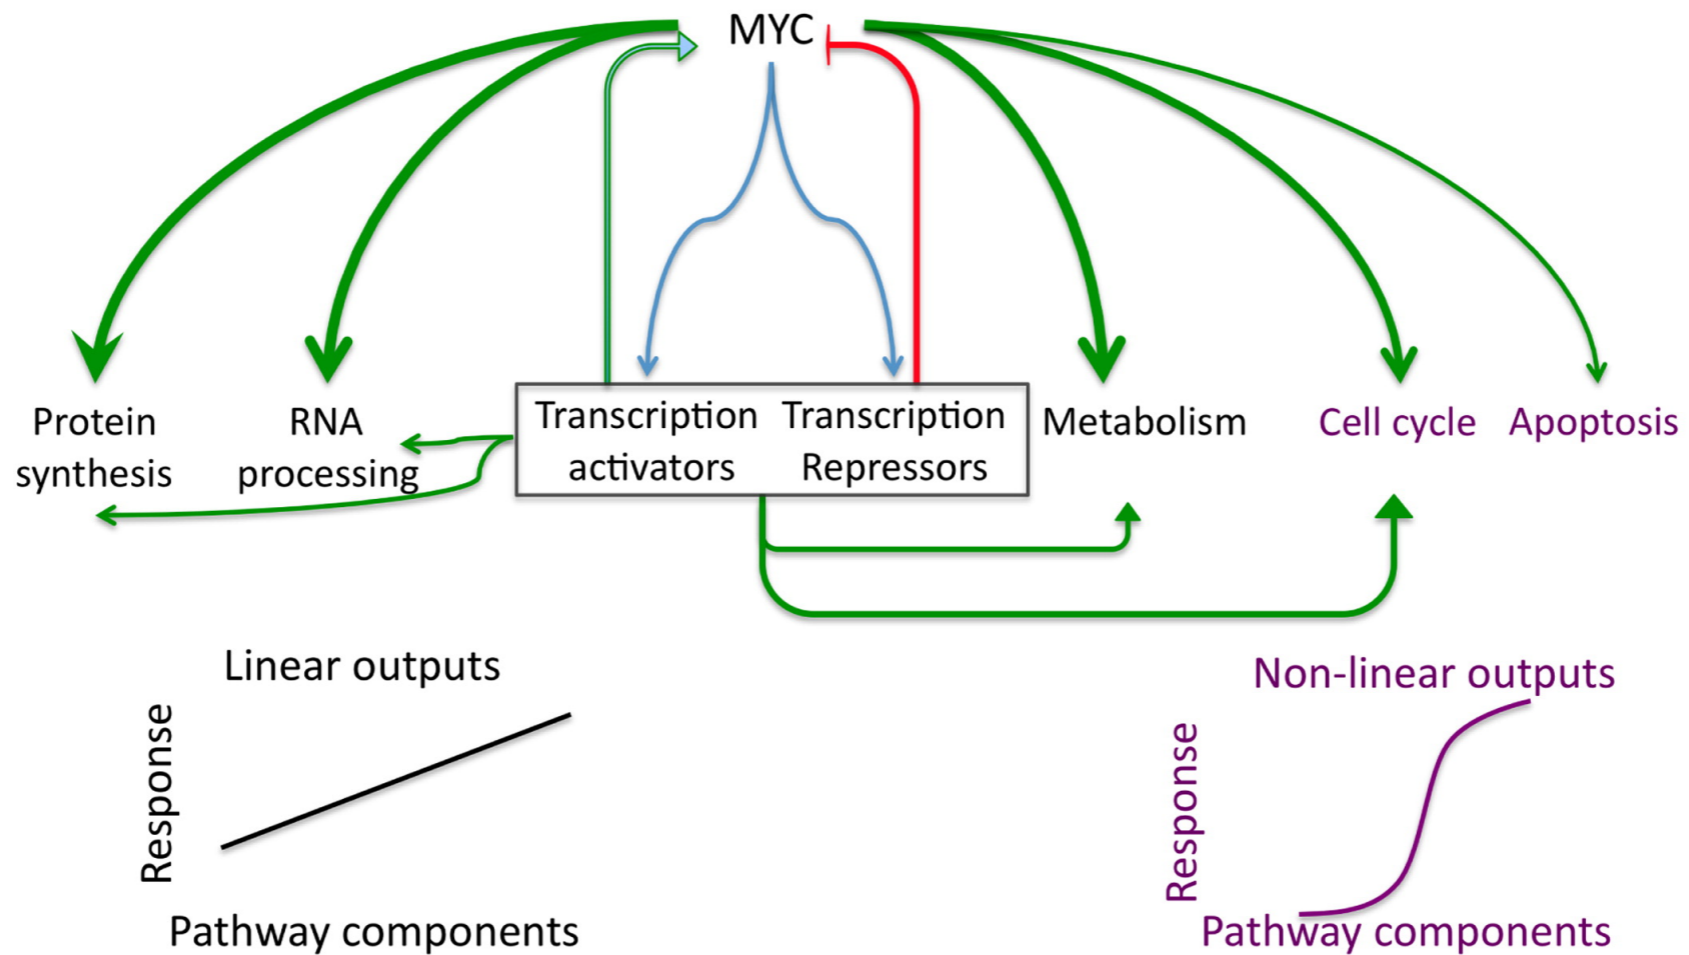 MYC
Protein
synthesis
RNA
processing
Transcription
activators
Transcription
Repressors
Metabolism
Cell cycle
Apoptosis
Linear outputs
Response
Pathway components
Non-linear outputs
Response
Pathway components